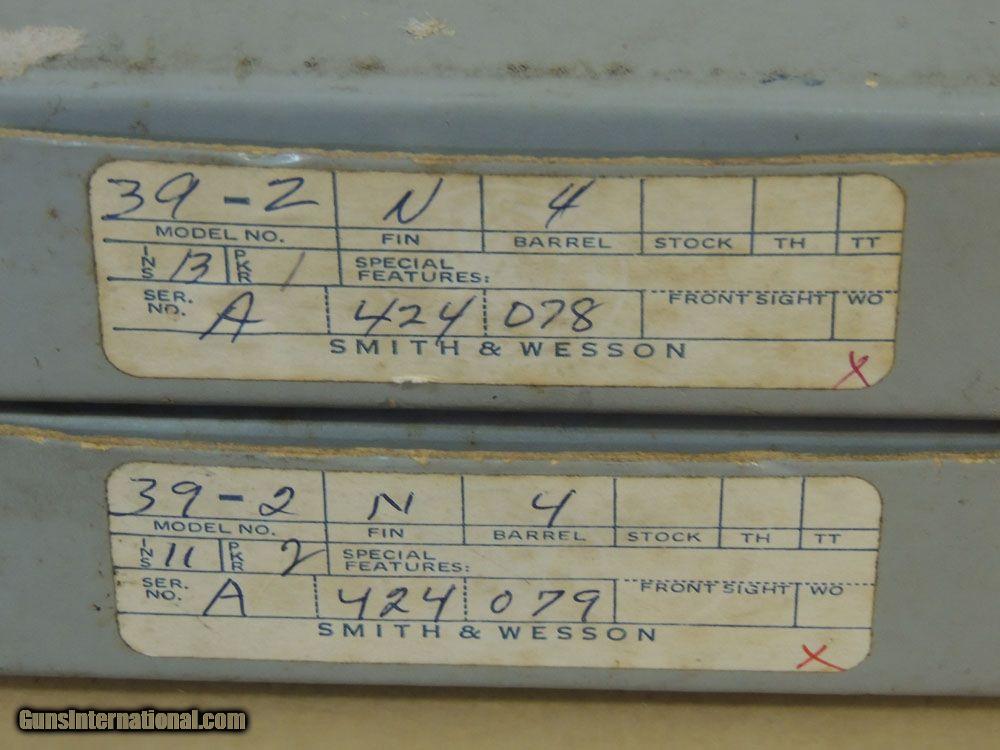 39-2 N 4
MODEL NO. FIN BARREL STOCK TH TT
INS 13 PKR 1 SPECIAL FEATURES:
SER. NO. A 424 078 FRONT SIGHT WO
SMITH & WESSON X
39-2 N 4
MODEL NO. FIN BARREL STOCK TH TT
INS 11 PKR 2 SPECIAL FEATURES:
SER. NO. A 424 079 FRONT SIGHT WO
SMITH & WESSON X
GunsInternational.com